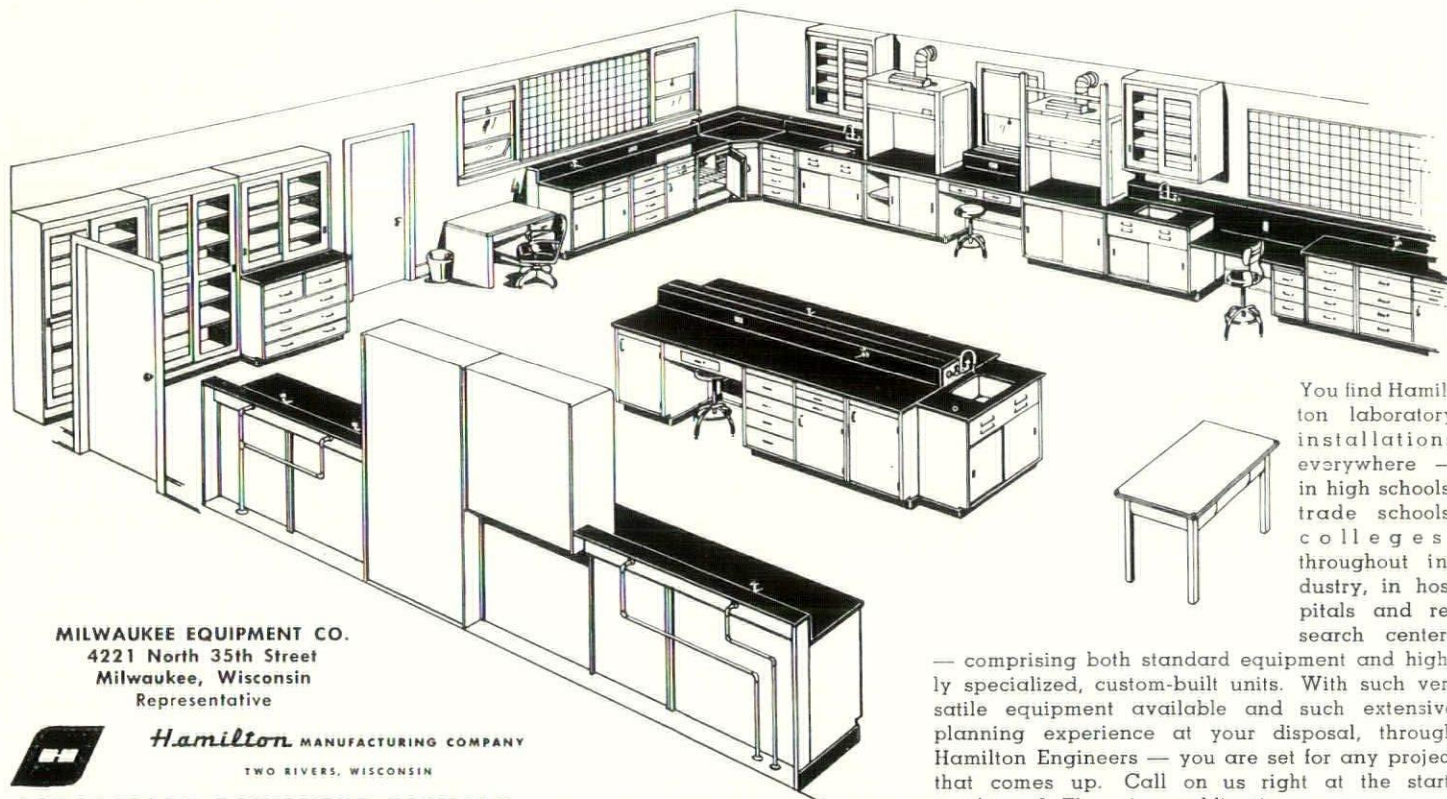 You find Hamil-
ton laboratory
installation
everywhere —
in high schools
trade schools
colleges
throughout in
dustry, in hos
pitals and re
search center
— comprising both standard equipment and high
ly specialized, custom-built units. With such ver
satile equipment available and such extensive
planning experience at your disposal, through
Hamilton Engineers — you are set for any projec
that comes up. Call on us right at the start
MILWAUKEE EQUIPMENT CO.
4221 North 35th Street
Milwaukee, Wisconsin
Representative
H
Hamilton MANUFACTURING COMPANY
TWO RIVERS, WISCONSIN